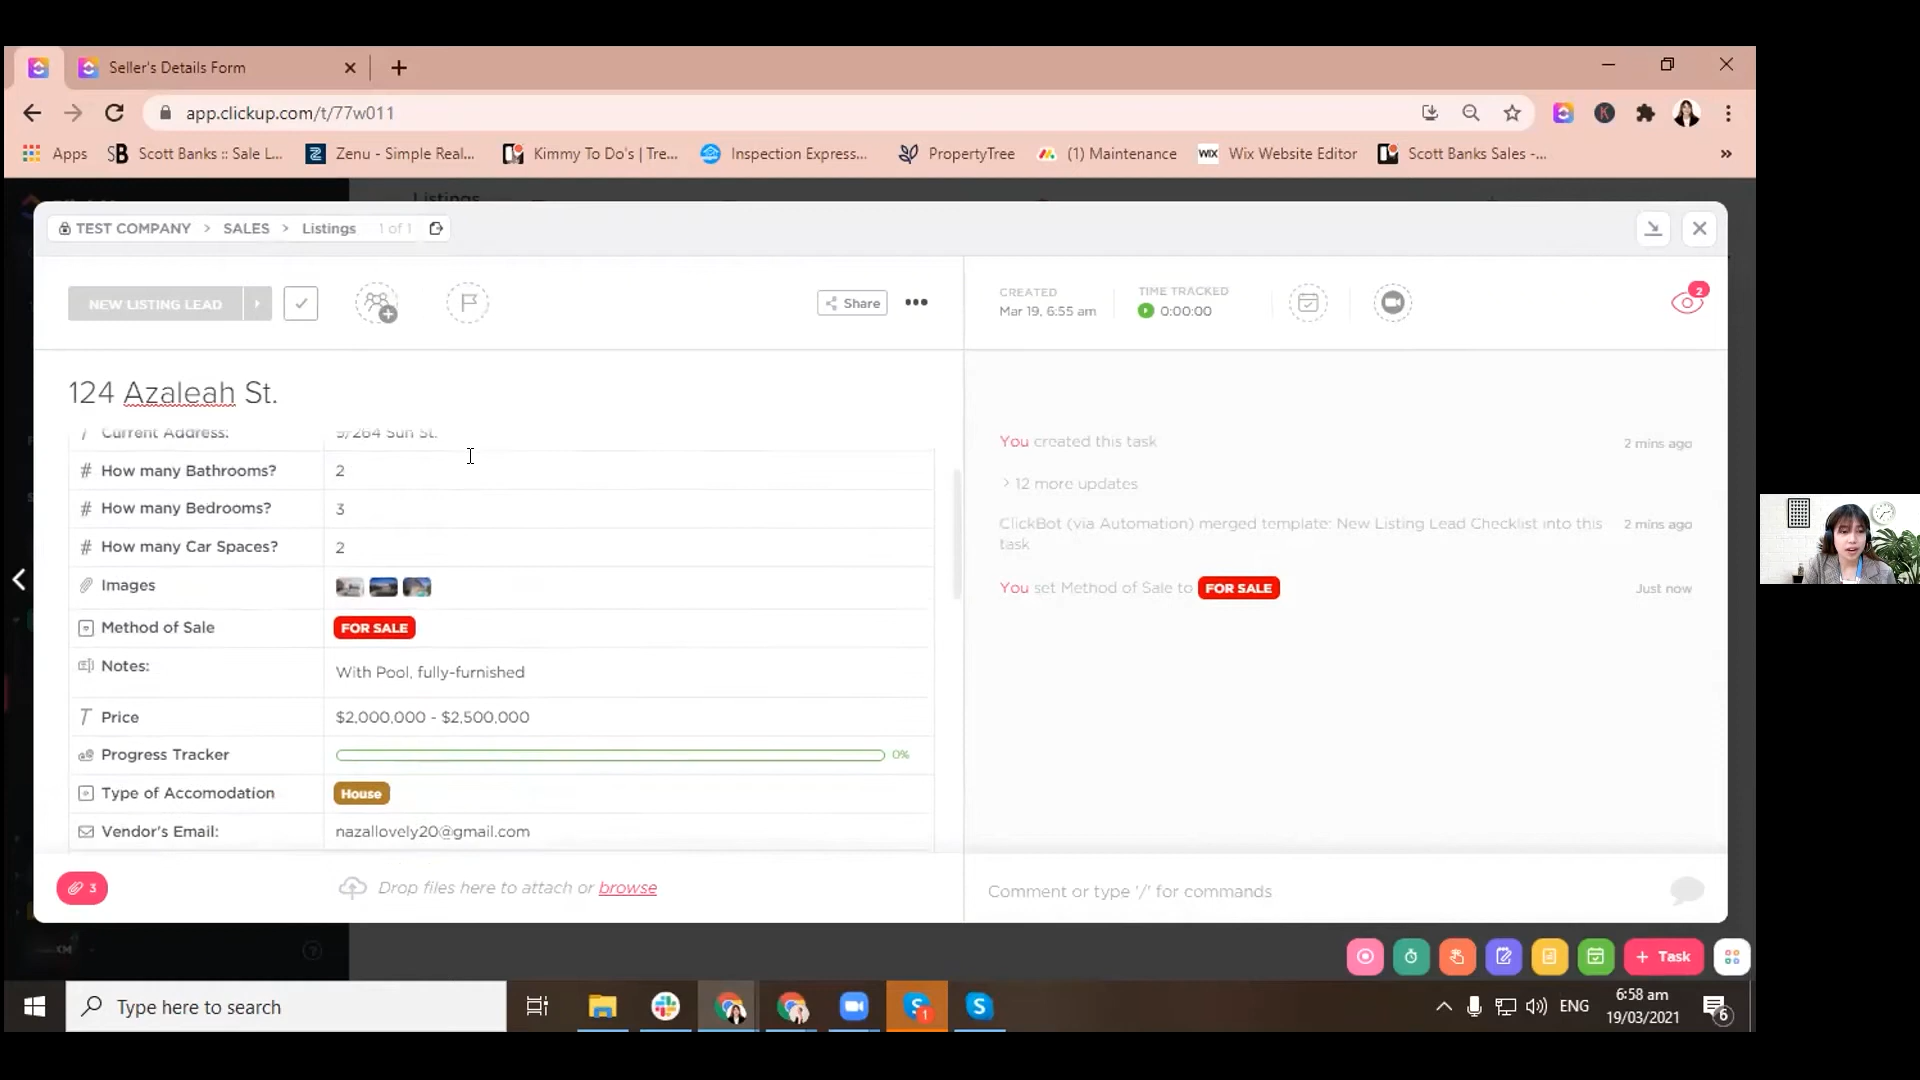 Seller's Details Form
app.clickup.com/t/77w011
Apps
Scott Banks :: Sale L...
Zenu - Simple Real...
Kimmy To Do's | Tre...
Inspection Express...
PropertyTree
(1) Maintenance
WIX
Wix Website Editor
Scott Banks Sales -...
»
Listings
TEST COMPANY > SALES > Listings 1 of 1
NEW LISTING LEAD
Share
CREATED
Mar 19, 6:55 am
TIME TRACKED
0:00:00
2
124 Azaleah St.
Current Address: 9/264 Sun St.
How many Bathrooms? 2
How many Bedrooms? 3
How many Car Spaces? 2
Images
Method of Sale FOR SALE
Notes: With Pool, fully-furnished
Price $2,000,000 - $2,500,000
Progress Tracker 0%
Type of Accomodation House
Vendor's Email: nazallovely20@gmail.com
3
Drop files here to attach or browse
You created this task 2 mins ago
> 12 more updates
ClickBot (via Automation) merged template: New Listing Lead Checklist into this 2 mins ago
task
You set Method of Sale to FOR SALE Just now
Comment or type '/' for commands
KM
+ Task
Type here to search
1
ENG
6:58 am
19/03/2021
6